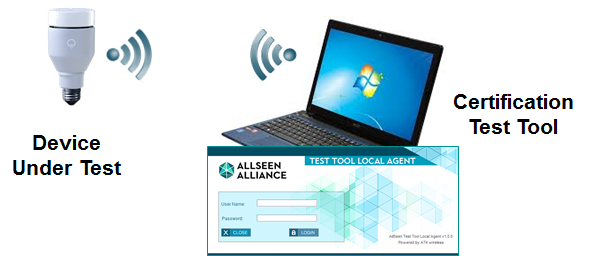 Device
Under Test
Certification
Test Tool
ALLSEEN
ALLIANCE
TEST TOOL LOCAL AGENT
User Name
Password
X CLOSE
LOGIN
AllSeen Test Tool Local Agent v1.0.0
Powered by AT4 wireless